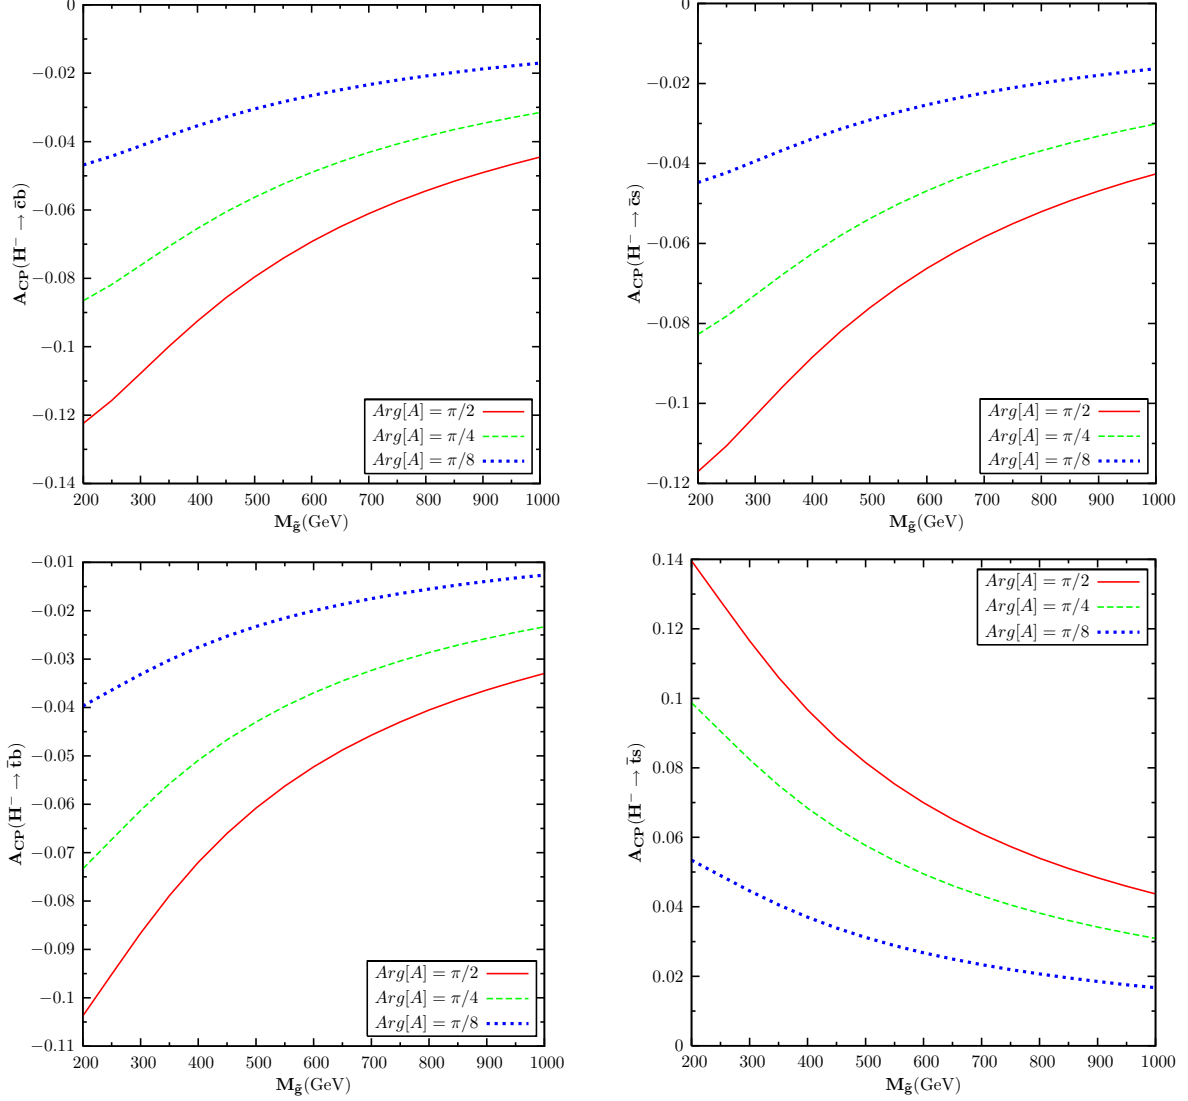 0
−0.02
−0.04
−0.06
−0.08
−0.1
−0.12
−0.14
200 300 400 500 600 700 800 900 1000
A_CP(H⁻ → c̄b)
M_g̃(GeV)
Arg[A] = π/2
Arg[A] = π/4
Arg[A] = π/8
0
−0.02
−0.04
−0.06
−0.08
−0.1
−0.12
200 300 400 500 600 700 800 900 1000
A_CP(H⁻ → c̄s)
M_g̃(GeV)
Arg[A] = π/2
Arg[A] = π/4
Arg[A] = π/8
−0.01
−0.02
−0.03
−0.04
−0.05
−0.06
−0.07
−0.08
−0.09
−0.1
−0.11
200 300 400 500 600 700 800 900 1000
A_CP(H⁻ → t̄b)
M_g̃(GeV)
Arg[A] = π/2
Arg[A] = π/4
Arg[A] = π/8
0.14
0.12
0.1
0.08
0.06
0.04
0.02
0
200 300 400 500 600 700 800 900 1000
A_CP(H⁻ → t̄s)
M_g̃(GeV)
Arg[A] = π/2
Arg[A] = π/4
Arg[A] = π/8